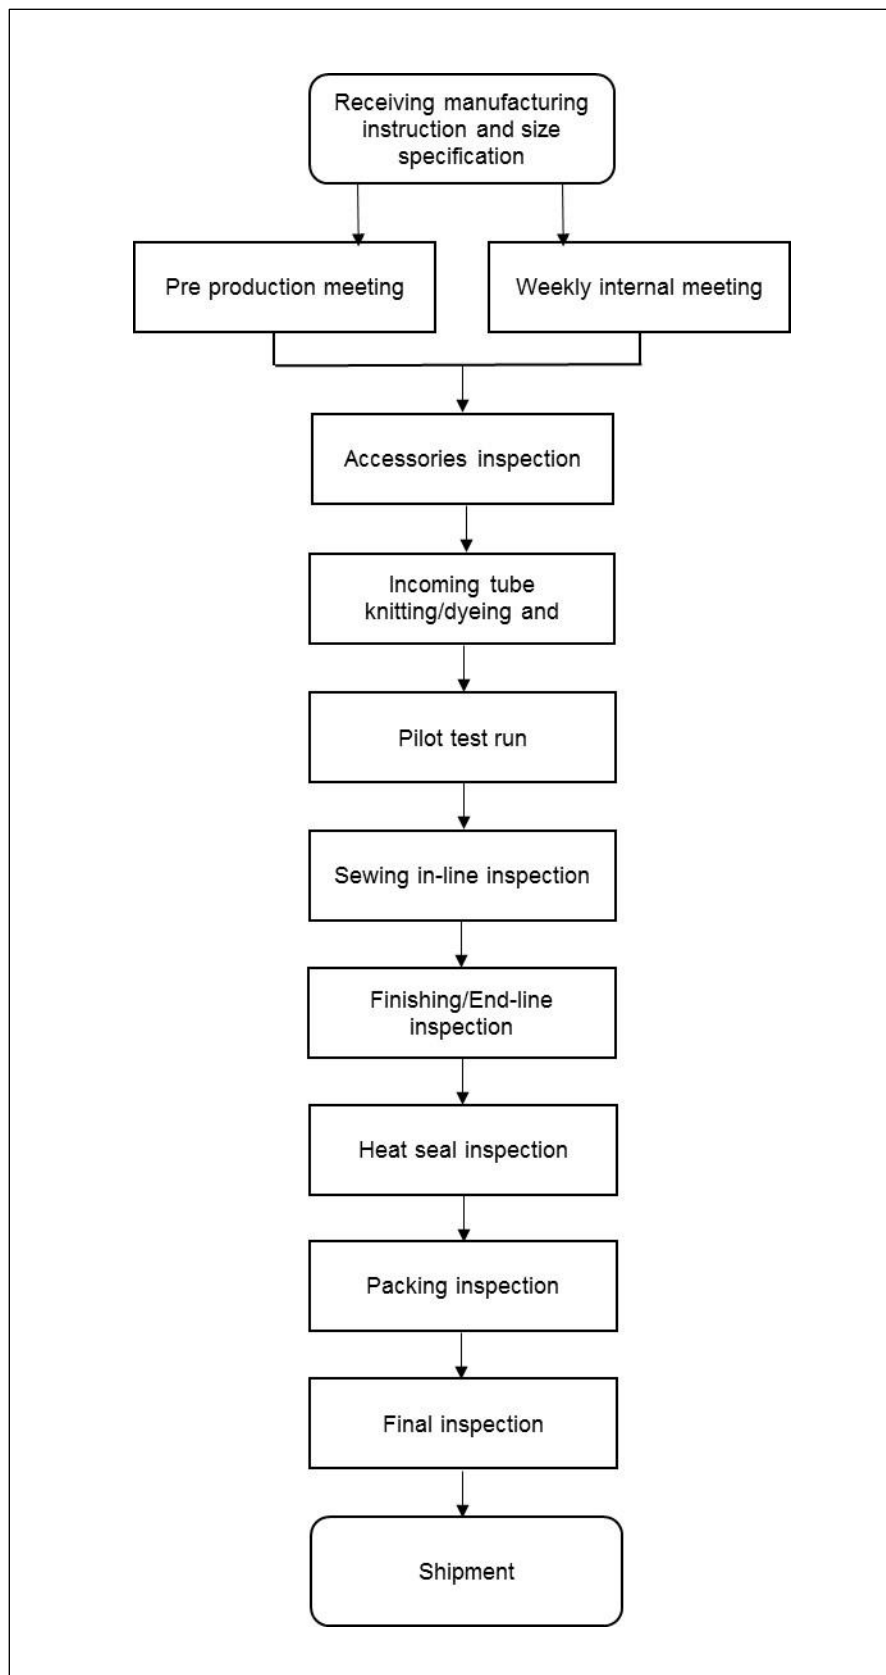 Receiving manufacturing
instruction and size
specification
Pre production meeting
Weekly internal meeting
Accessories inspection
Incoming tube
knitting/dyeing and
Pilot test run
Sewing in-line inspection
Finishing/End-line
inspection
Heat seal inspection
Packing inspection
Final inspection
Shipment